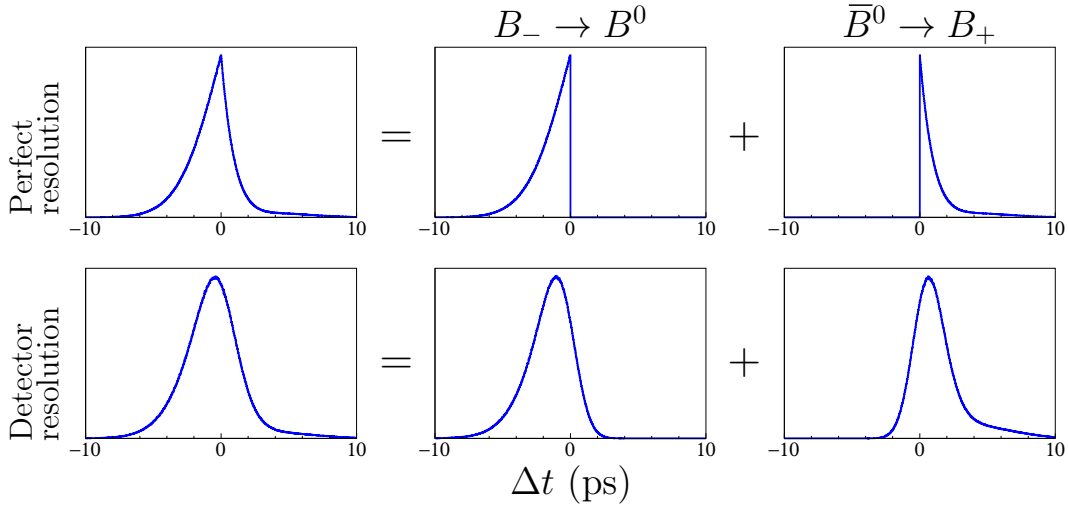 B₋ → B⁰
B̅⁰ → B₊
Perfect
resolution
−10 0 10
=
−10 0 10
+
−10 0 10
Detector
resolution
−10 0 10
=
−10 0 10
+
−10 0 10
Δt (ps)